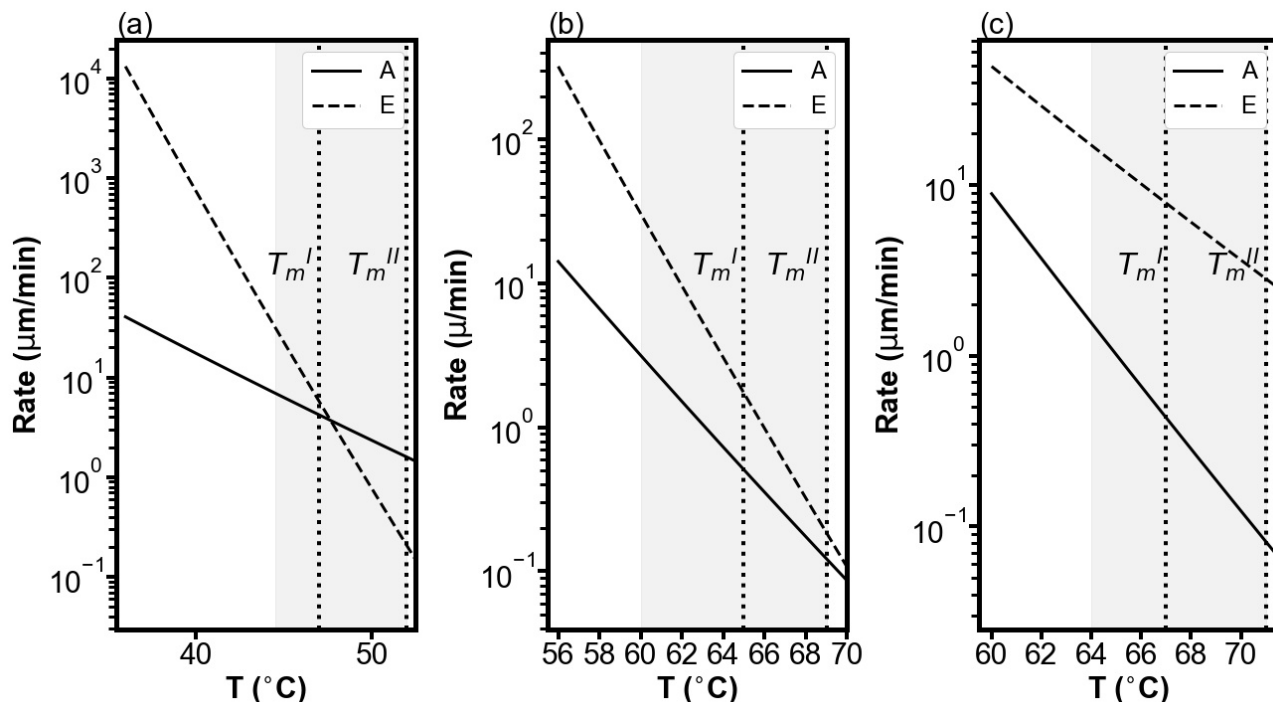 (a)
Rate (μm/min)
10^4
10^3
10^2
10^1
10^0
10^-1
A
E
T_m^I
T_m^II
40
50
T (°C)
(b)
Rate (μ/min)
10^2
10^1
10^0
10^-1
A
E
T_m^I
T_m^II
56
58
60
62
64
66
68
70
T (°C)
(c)
Rate (μm/min)
10^1
10^0
10^-1
A
E
T_m^I
T_m^II
60
62
64
66
68
70
T (°C)